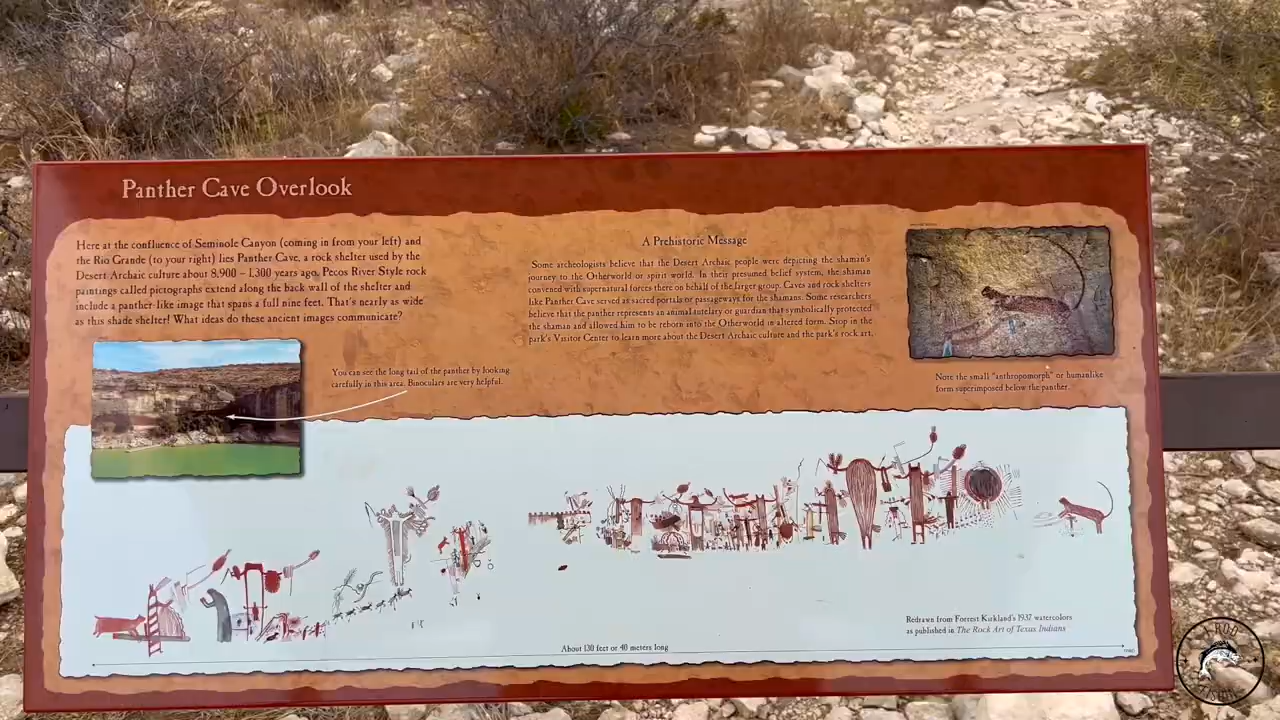 Panther Cave Overlook
Here at the confluence of Seminole Canyon (coming in from your left) and
the Rio Grande (to your right) lies Panther Cave, a rock shelter used by the
Desert Archaic culture about 8,900 – 1,300 years ago. Pecos River Style rock
paintings called pictographs extend along the back wall of the shelter and
include a panther-like image that spans a full nine feet. That's nearly as wide
as this shade shelter! What ideas do these ancient images communicate?
You can see the long tail of the panther by looking
carefully in this area. Binoculars are very helpful.
A Prehistoric Message
Some archeologists believe that the Desert Archaic people were depicting the shaman's
journey to the Otherworld or spirit world. In their presumed belief system, the shaman
convened with supernatural forces there on behalf of the larger group. Caves and rock shelters
like Panther Cave served as sacred portals or passageways for the shamans. Some researchers
believe that the panther represents an animal tutelary or guardian that symbolically protected
the shaman and allowed him to be reborn into the Otherworld in altered form. Stop in the
park's Visitor Center to learn more about the Desert Archaic culture and the park's rock art.
Note the small "anthropomorph" or humanlike
form superimposed below the panther.
Redrawn from Forrest Kirkland's 1937 watercolors
as published in The Rock Art of Texas Indians
About 130 feet or 40 meters long